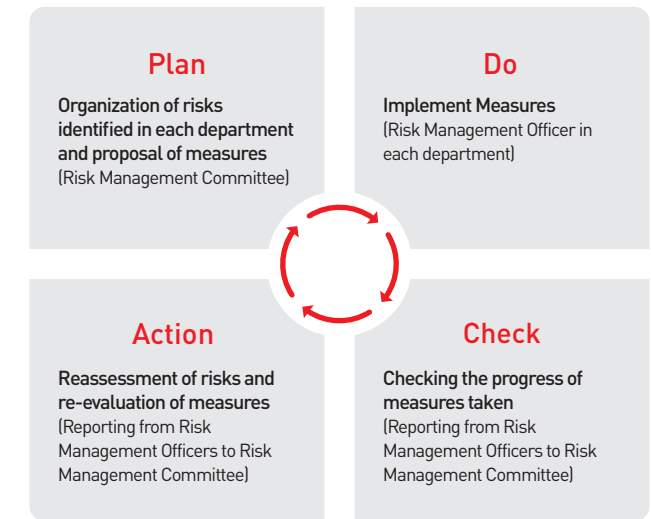 Plan
Organization of risks
identified in each department
and proposal of measures
(Risk Management Committee)
Do
Implement Measures
(Risk Management Officer in
each department)
Action
Reassessment of risks and
re-evaluation of measures
(Reporting from Risk
Management Officers to Risk
Management Committee)
Check
Checking the progress of
measures taken
(Reporting from Risk
Management Officers to Risk
Management Committee)